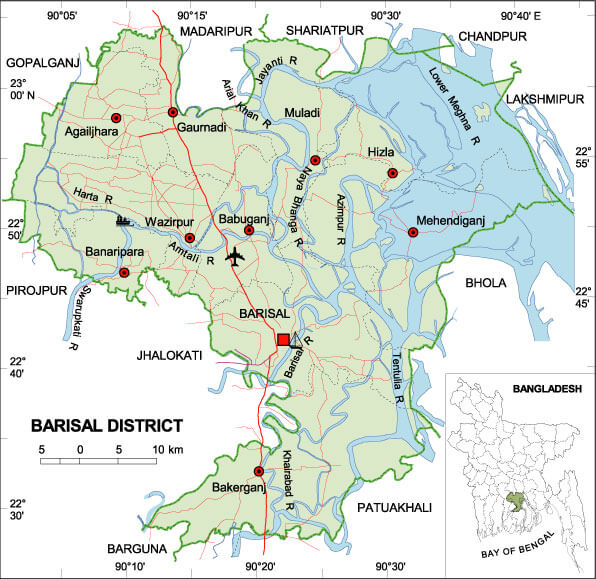 90°05' 90°15' 90°30' 90°40' E
MADARIPUR SHARIATPUR CHANDPUR
GOPALGANJ
Jayanti R
23°
00' N
Lower Meghna R
LAKSHMIPUR
Arial Khan R
Muladi
Agailjhara
Gaurnadi
Hizla
22°
55'
Naya Bhanga R
Harta R
Azimpur R
Wazirpur
Babuganj
Mehendiganj
22°
50'
Amtali R
Banaripara
BHOLA
PIROJPUR
Swarupkati R
22°
45'
BARISAL
Barisal R
JHALOKATI
Tentulia R
22°
40'
BANGLADESH
BARISAL DISTRICT
5 0 5 10 km
Khairabad R
Bakerganj
PATUAKHALI
22°
30'
BARGUNA
BAY OF BENGAL
90°10' 90°20' 90°30'